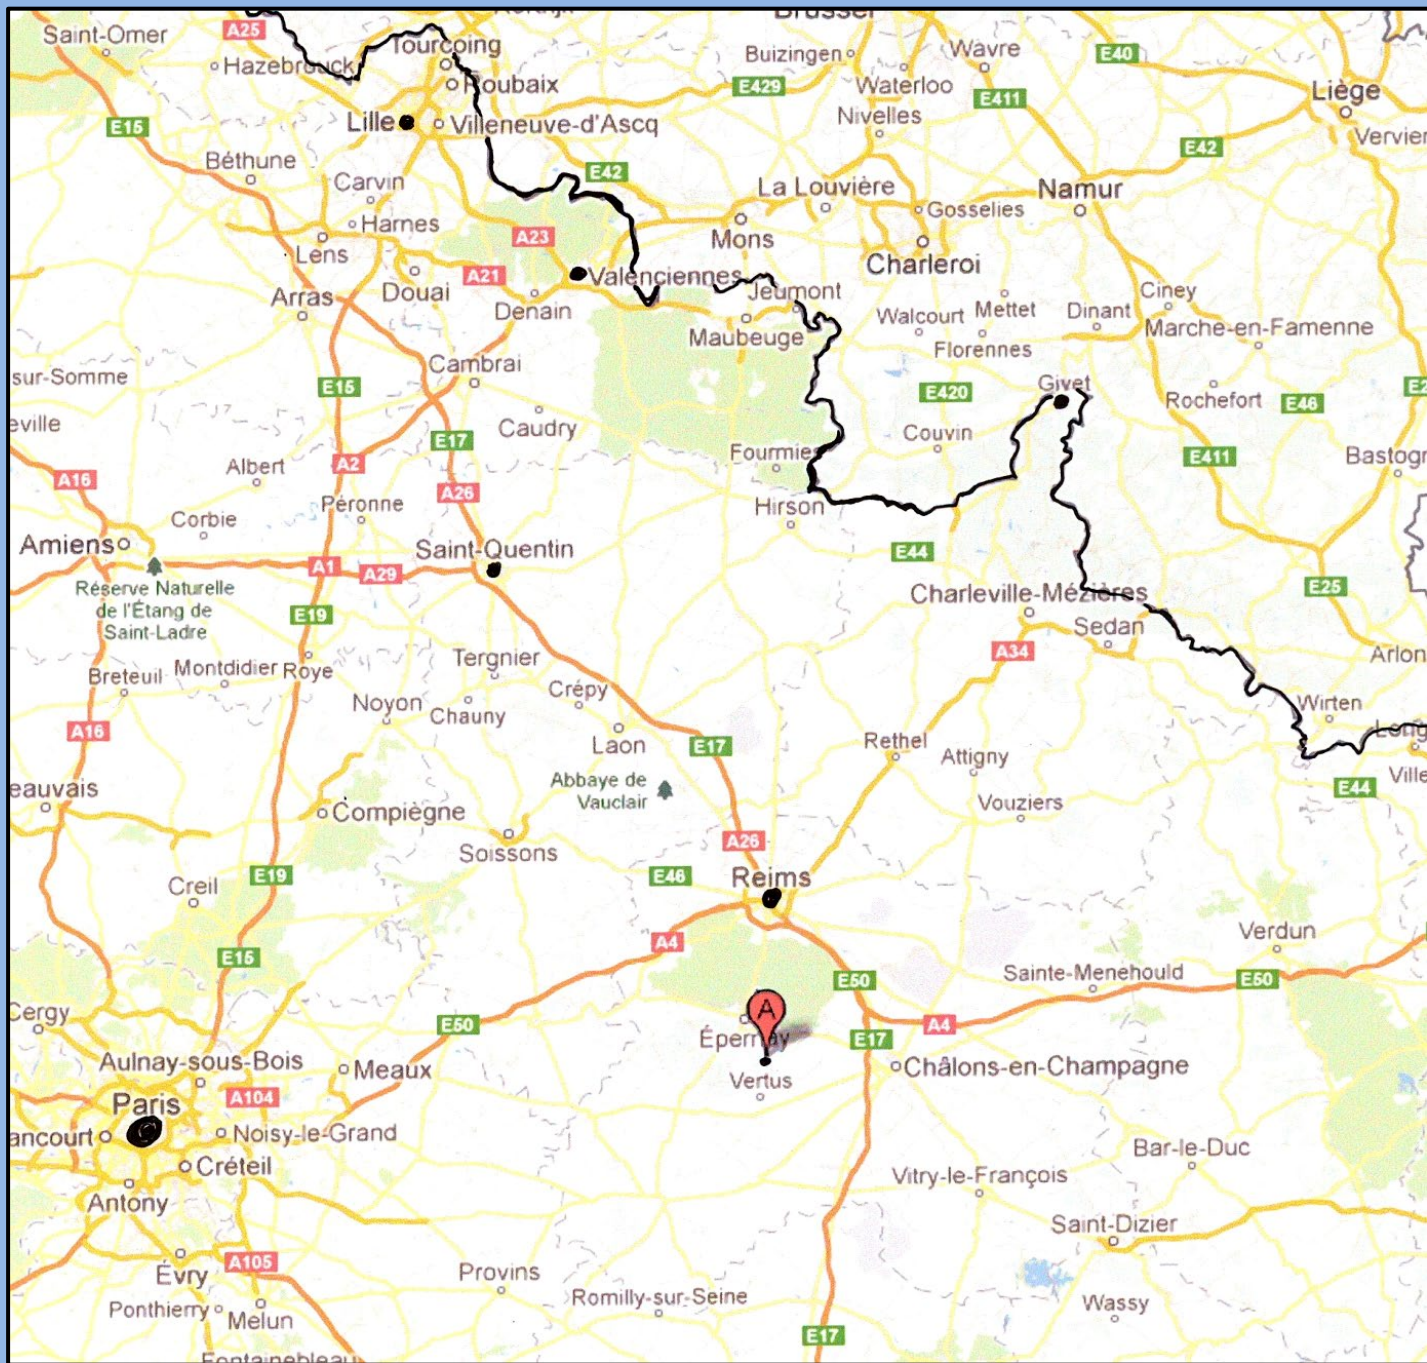 Saint-Omer
A25
Tourcoing
Buizingen
Wavre
E40
Hazebrouck
Roubaix
E429
Waterloo
E411
Liège
Lille
Villeneuve-d'Ascq
Nivelles
E15
Béthune
E42
E42
Carvin
La Louvière
Namur
Harnes
Gosselies
Lens
A23
Mons
Charleroi
A21
Valenciennes
Arras
Douai
Denain
Jeumont
Mettet
Dinant
Ciney
Walcourt
Maubeuge
Florennes
Marche-en-Famenne
sur-Somme
Cambrai
E15
E420
Givet
Rochefort
E46
eville
Caudry
E17
Couvin
Fourmies
E411
A16
Albert
A2
A26
Péronne
Hirson
Corbie
Amiens
Saint-Quentin
E44
A1
A29
Réserve Naturelle
de l'Étang de
Saint-Ladre
E19
Charleville-Mézières
E25
Sedan
A34
Arlon
Breteuil
Montdidier
Roye
Tergnier
Crépy
Noyon
Chauny
Wirten
A16
Laon
E17
Rethel
Attigny
eauvais
Abbaye de
Vauclair
E44
Compiègne
Vouziers
Soissons
A26
Creil
E19
E46
Reims
E15
A4
Verdun
E50
Sainte-Menehould
E50
Cergy
E50
A
Épernay
E17
A4
Aulnay-sous-Bois
Meaux
Vertus
Châlons-en-Champagne
Paris
A104
ancourt
Noisy-le-Grand
Créteil
Bar-le-Duc
Antony
Vitry-le-François
Saint-Dizier
Évry
A105
Provins
Ponthierry
Melun
Romilly-sur-Seine
Wassy
E17